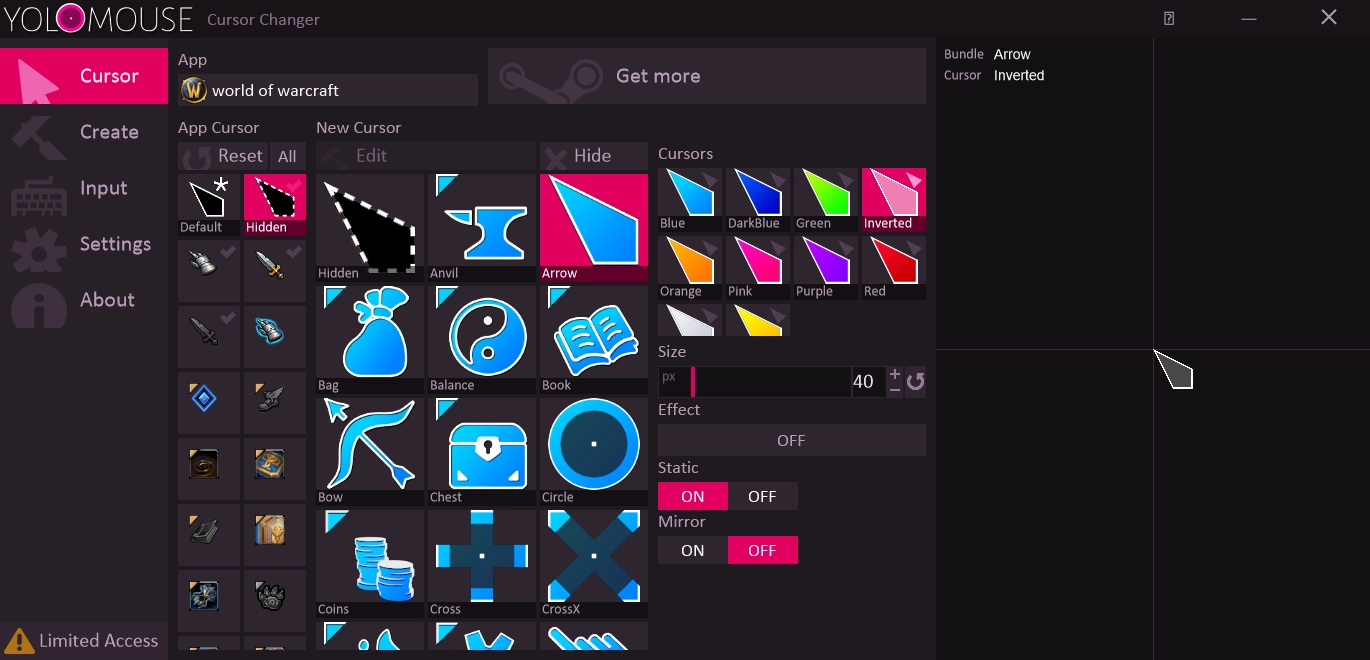 YOLOMOUSE Cursor Changer
Cursor
Create
Input
Settings
About
Limited Access
App
world of warcraft
Get more
App Cursor
Reset All
Default Hidden
New Cursor
Edit Hide
Hidden Anvil Arrow
Bag Balance Book
Bow Chest Circle
Coins Cross CrossX
Cursors
Blue DarkBlue Green Inverted
Orange Pink Purple Red
Size
px 40 + −
Effect
OFF
Static
ON OFF
Mirror
ON OFF
Bundle Arrow
Cursor Inverted